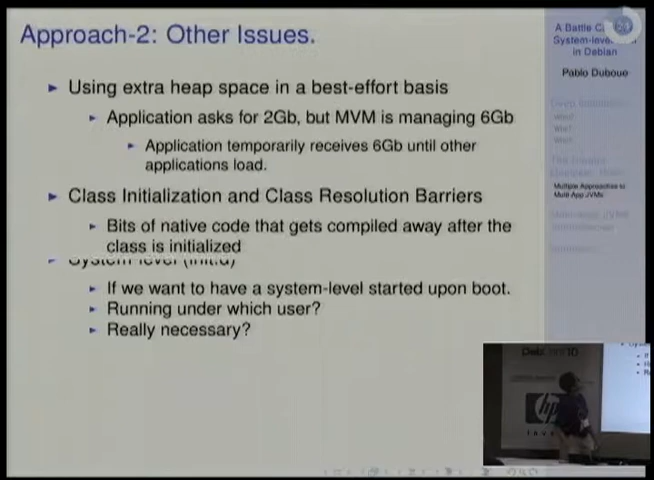 Approach-2: Other Issues.
Using extra heap space in a best-effort basis
Application asks for 2Gb, but MVM is managing 6Gb
Application temporarily receives 6Gb until other
applications load.
Class Initialization and Class Resolution Barriers
Bits of native code that gets compiled away after the
class is initialized
System-level (init.d)
If we want to have a system-level started upon boot.
Running under which user?
Really necessary?
A Battle
System-level
in Debian
Pablo Duboue
Multiple Approaches to
Multi-App JVMs
hp